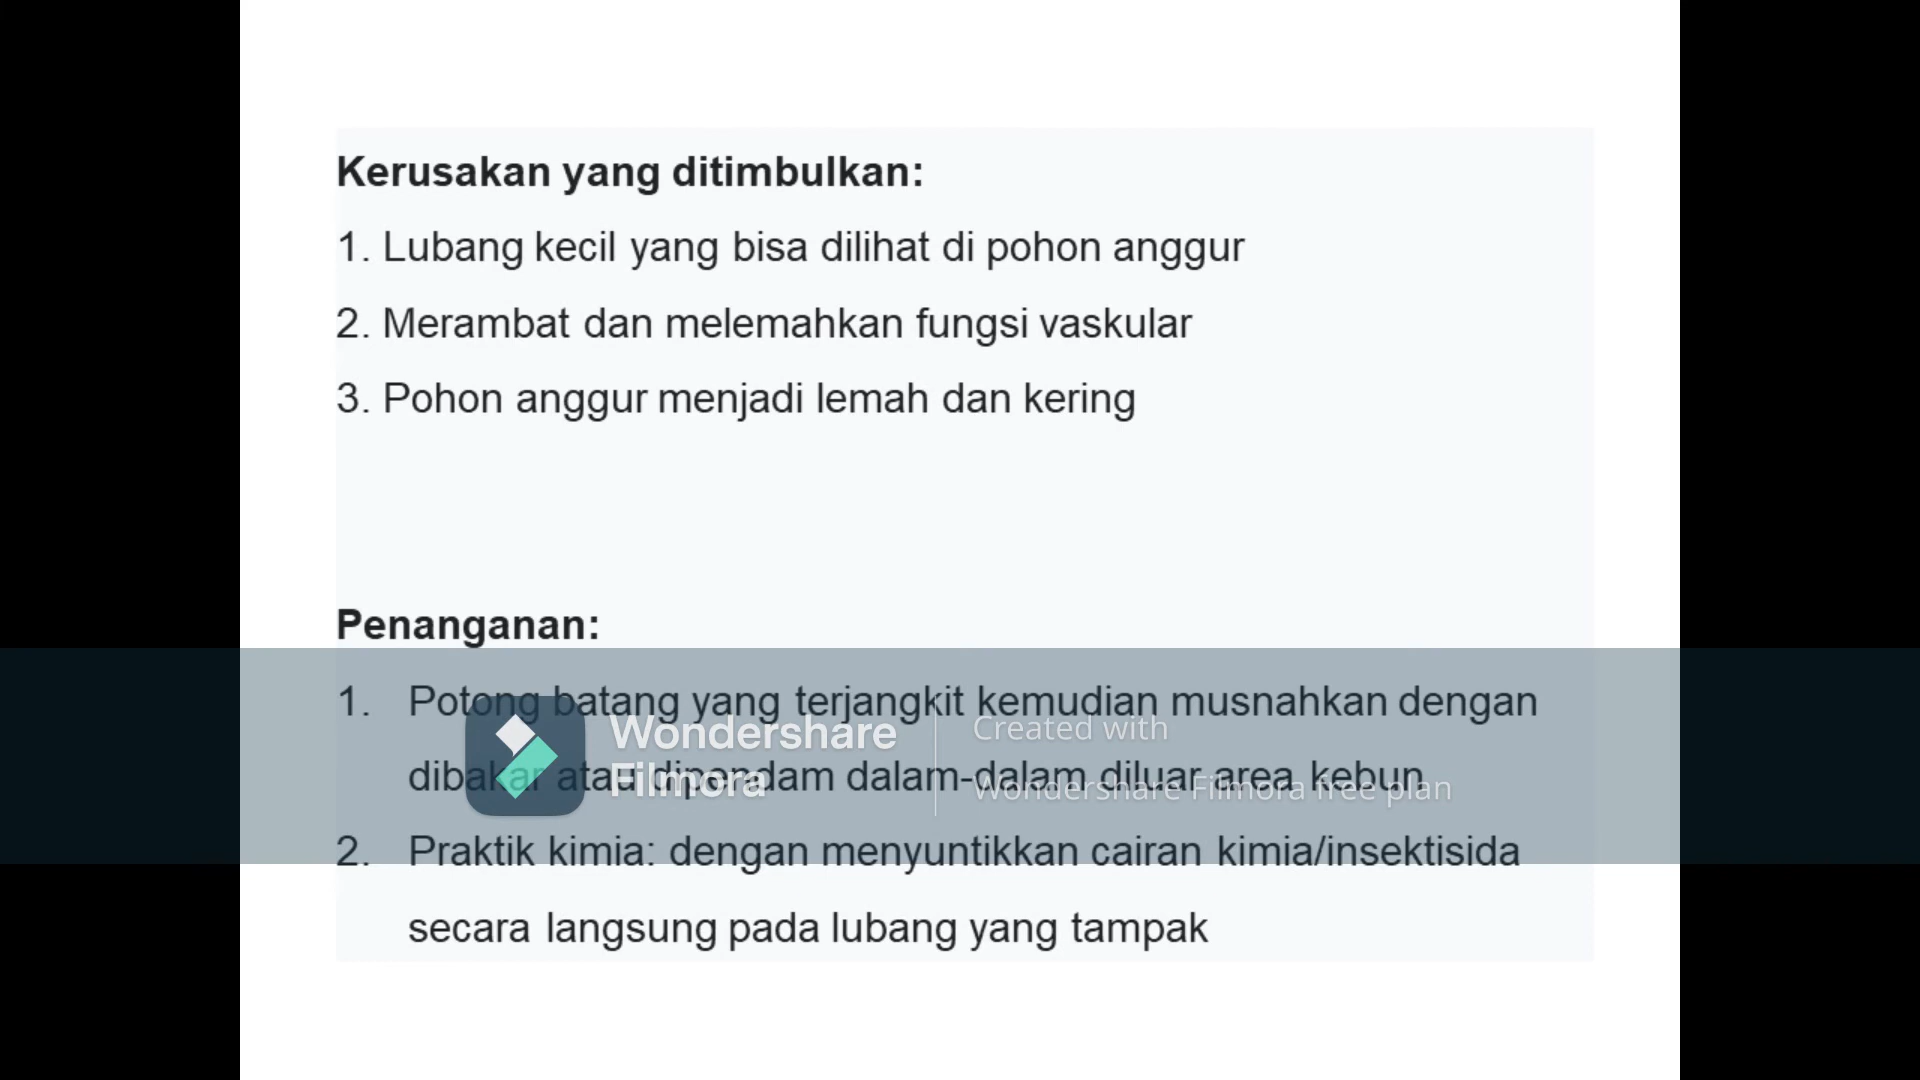 Kerusakan yang ditimbulkan:
1. Lubang kecil yang bisa dilihat di pohon anggur
2. Merambat dan melemahkan fungsi vaskular
3. Pohon anggur menjadi lemah dan kering
Penanganan:
1. Potong batang yang terjangkit kemudian musnahkan dengan
dibakar atau dipendam dalam-dalam diluar area kebun
2. Praktik kimia: dengan menyuntikkan cairan kimia/insektisida
secara langsung pada lubang yang tampak
Wondershare
Filmora
Created with
Wondershare Filmora free plan